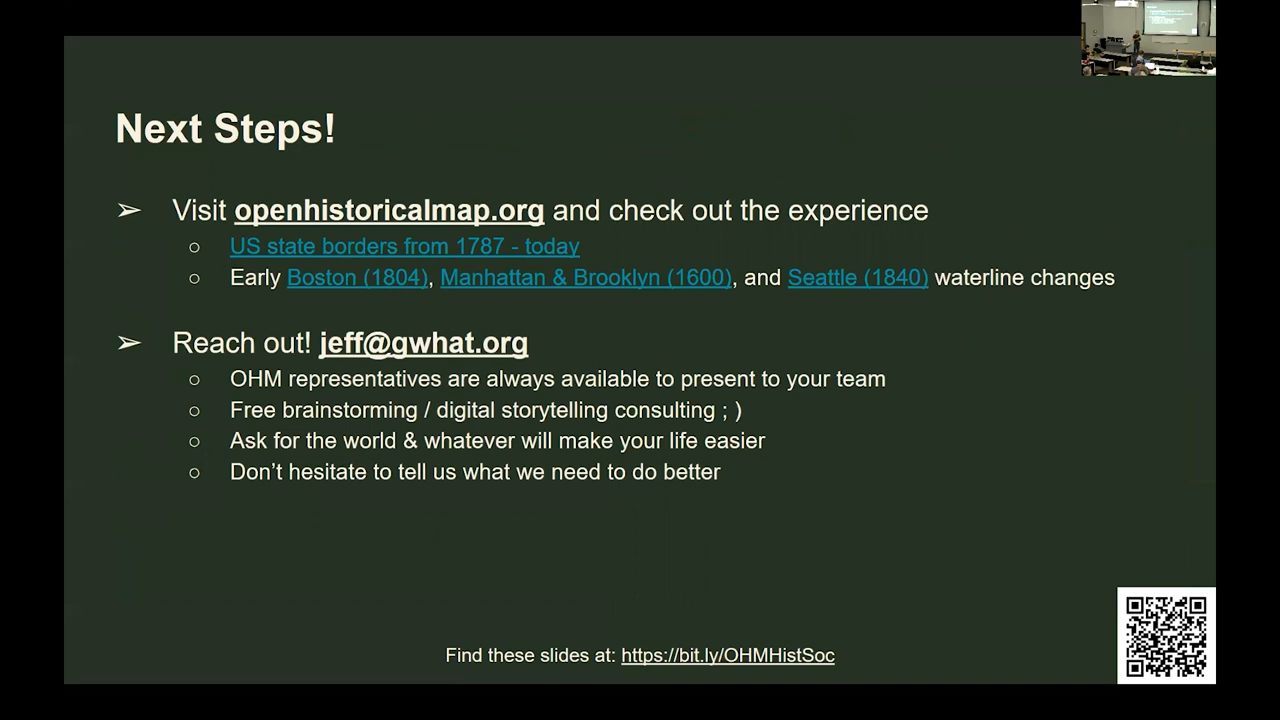 Next Steps!
➢ Visit openhistoricalmap.org and check out the experience
○ US state borders from 1787 - today
○ Early Boston (1804), Manhattan & Brooklyn (1600), and Seattle (1840) waterline changes
➢ Reach out! jeff@gwhat.org
○ OHM representatives are always available to present to your team
○ Free brainstorming / digital storytelling consulting ; )
○ Ask for the world & whatever will make your life easier
○ Don’t hesitate to tell us what we need to do better
Find these slides at: https://bit.ly/OHMHistSoc